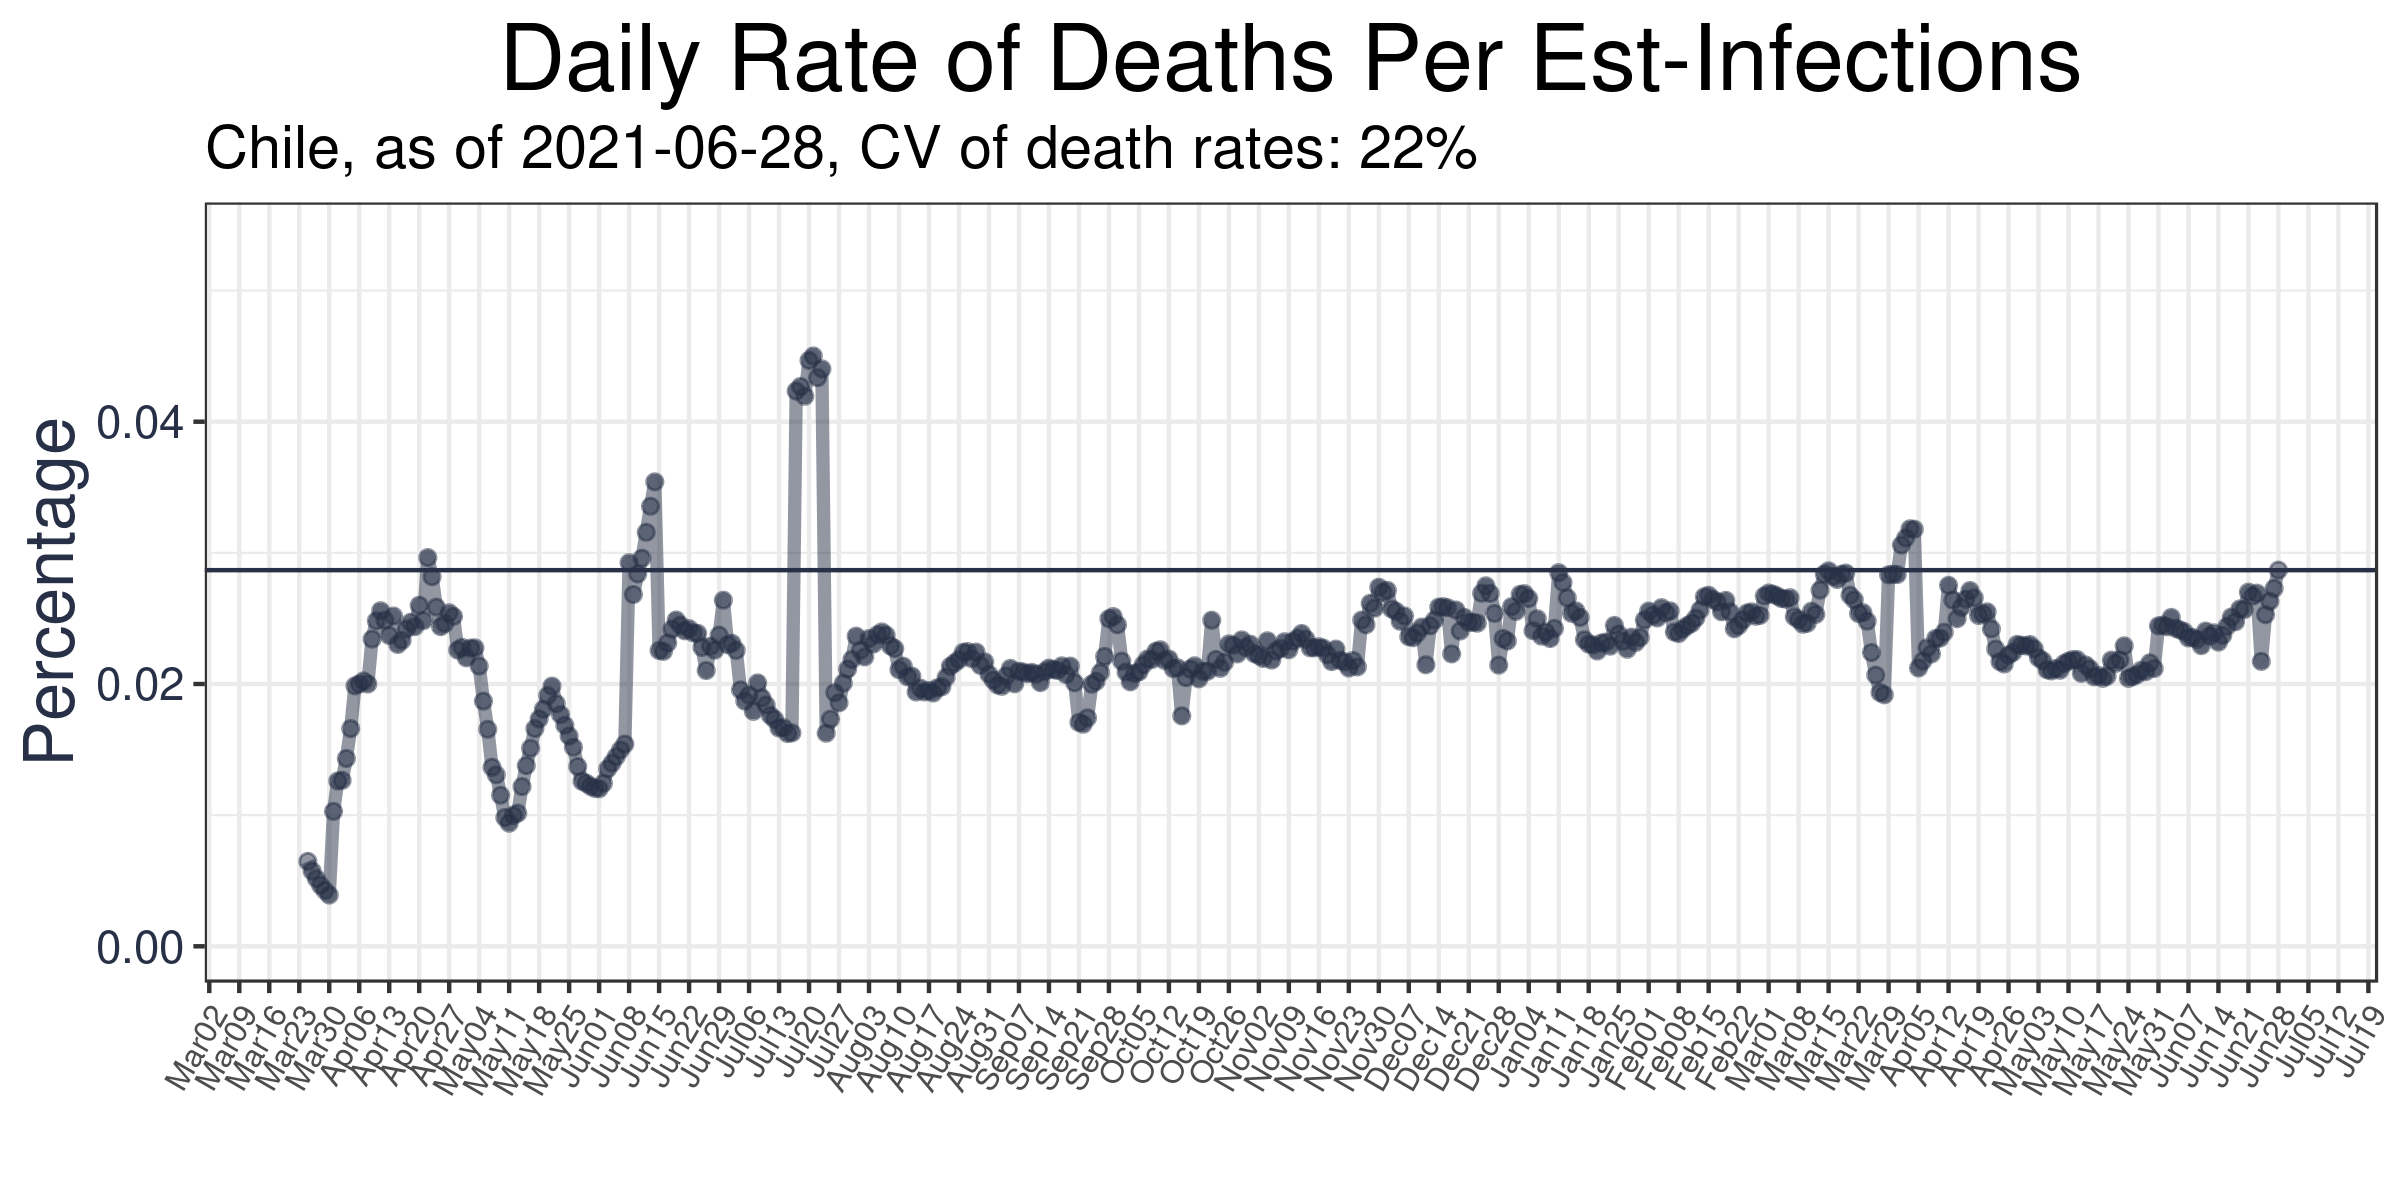 Daily Rate of Deaths Per Est-Infections
Chile, as of 2021-06-28, CV of death rates: 22%
Percentage
0.04
0.02
0.00
Mar02
Mar09
Mar16
Mar23
Mar30
Apr06
Apr13
Apr20
Apr27
May04
May11
May18
May25
Jun01
Jun08
Jun15
Jun22
Jun29
Jul06
Jul13
Jul20
Jul27
Aug03
Aug10
Aug17
Aug24
Aug31
Sep07
Sep14
Sep21
Sep28
Oct05
Oct12
Oct19
Oct26
Nov02
Nov09
Nov16
Nov23
Nov30
Dec07
Dec14
Dec21
Dec28
Jan04
Jan11
Jan18
Jan25
Feb01
Feb08
Feb15
Feb22
Mar01
Mar08
Mar15
Mar22
Mar29
Apr05
Apr12
Apr19
Apr26
May03
May10
May17
May24
May31
Jun07
Jun14
Jun21
Jun28
Jul05
Jul12
Jul19